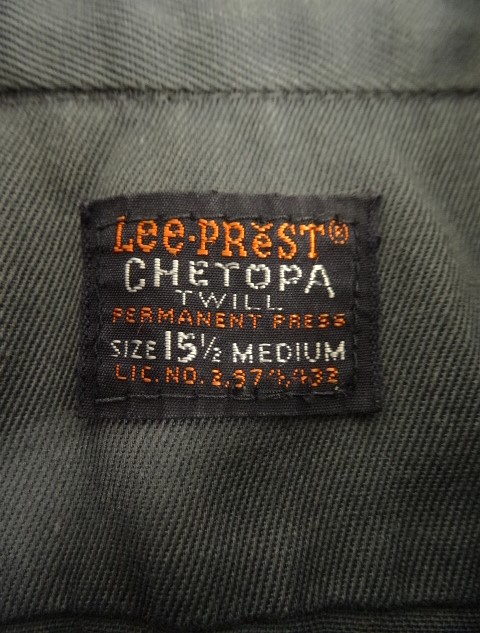 Lee-PReST®
CHETOPA
TWILL
PERMANENT PRESS
SIZE 15½ MEDIUM
LIC. NO. 2,974,432